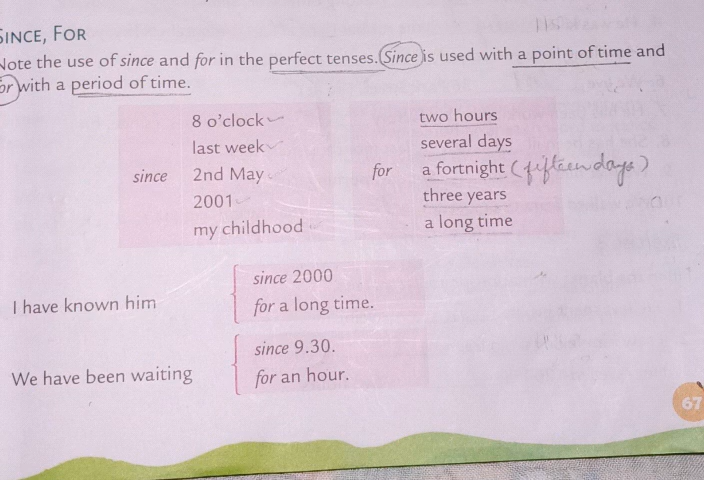 SINCE, FOR
Note the use of since and for in the perfect tenses. Since is used with a point of time and
for with a period of time.
8 o'clock
last week
since 2nd May
2001
my childhood
two hours
several days
for a fortnight (fifteen days)
three years
a long time
since 2000
I have known him
for a long time.
since 9.30.
We have been waiting
for an hour.
67